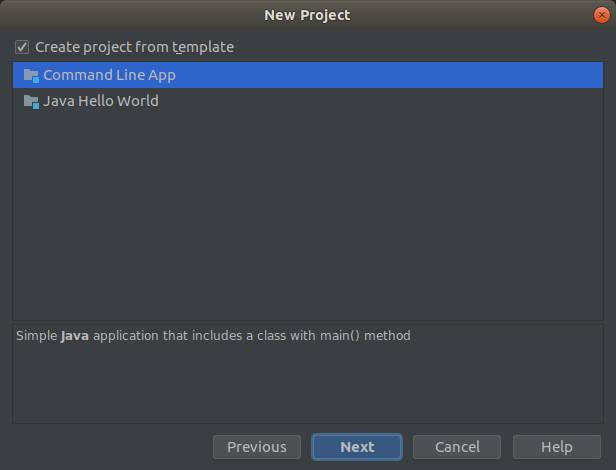 New Project
Create project from template
Command Line App
Java Hello World
Simple Java application that includes a class with main() method
Previous Next Cancel Help